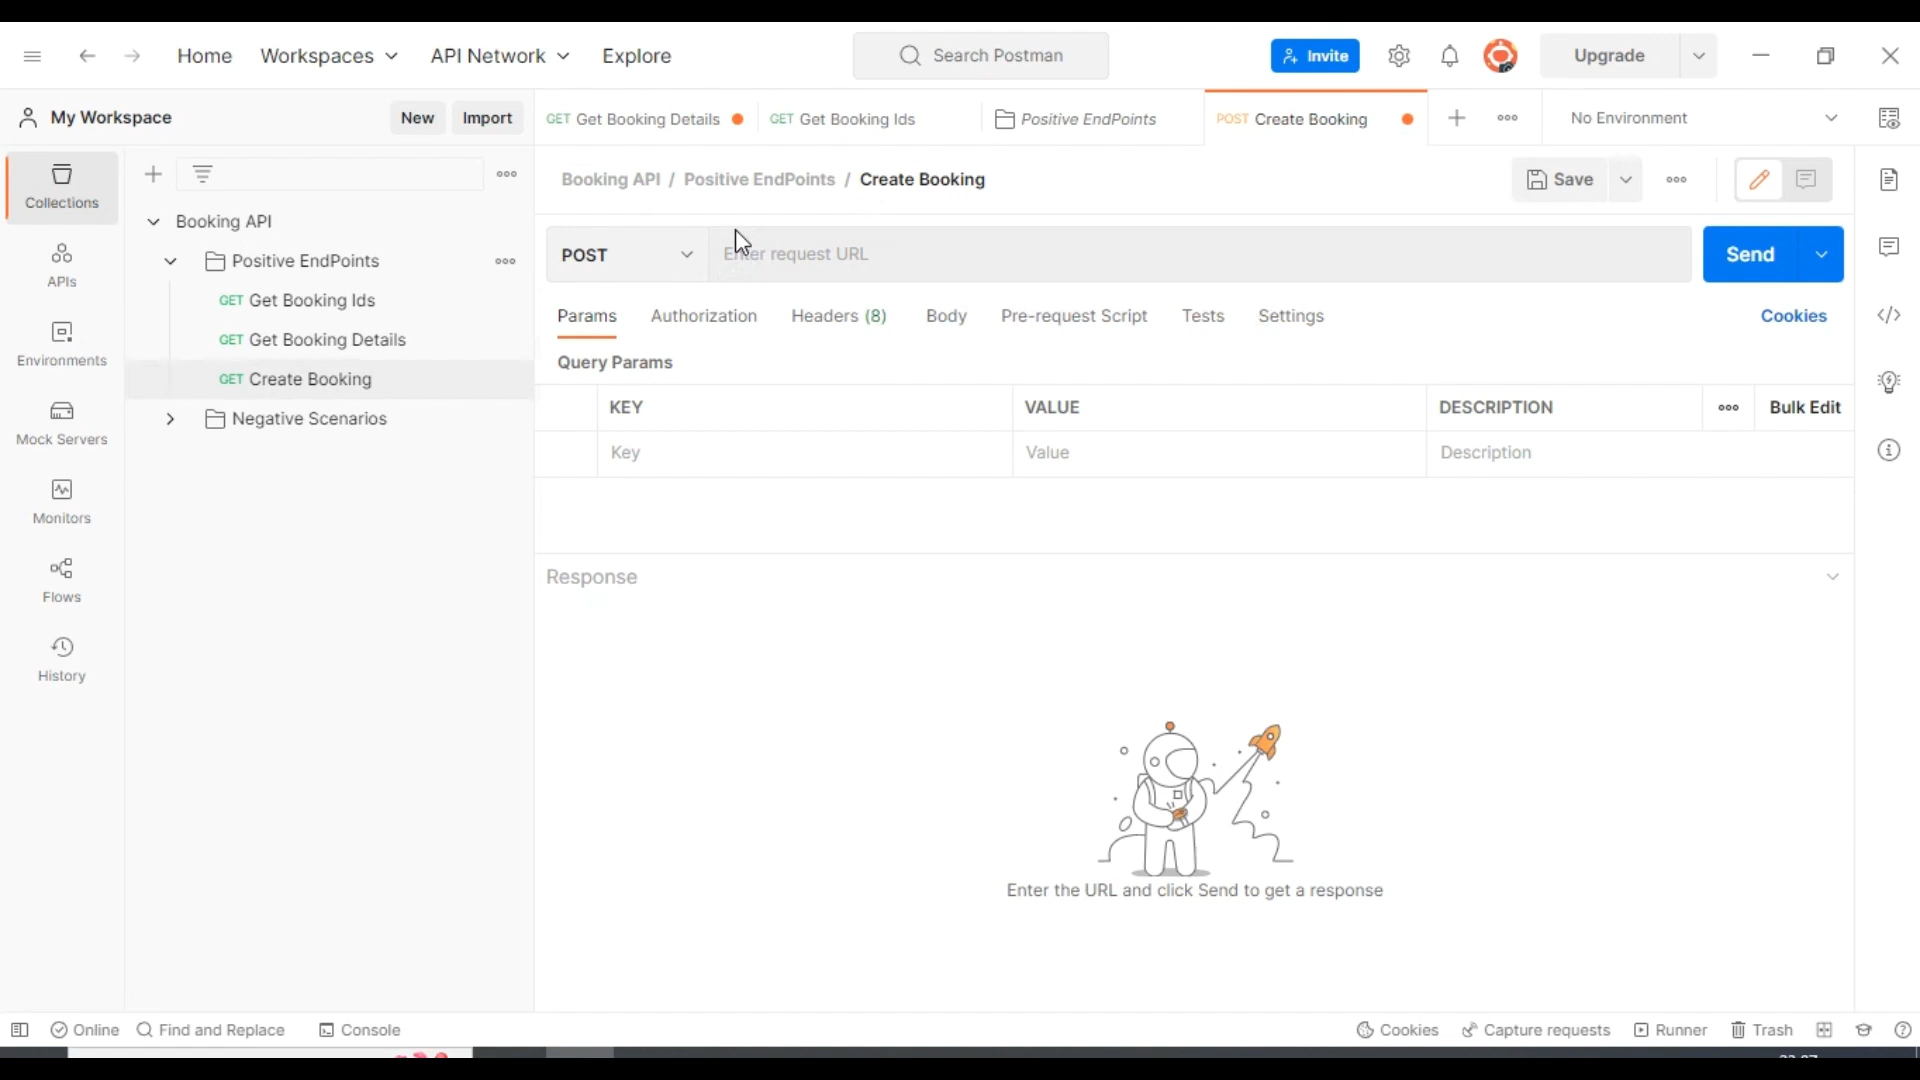 Home Workspaces API Network Explore Search Postman Invite Upgrade
My Workspace New Import GET Get Booking Details GET Get Booking Ids Positive EndPoints POST Create Booking No Environment
Collections
APIs
Environments
Mock Servers
Monitors
Flows
History
Booking API
Positive EndPoints
GET Get Booking Ids
GET Get Booking Details
GET Create Booking
Negative Scenarios
Booking API / Positive EndPoints / Create Booking Save
POST Enter request URL Send
Params Authorization Headers (8) Body Pre-request Script Tests Settings Cookies
Query Params
KEY VALUE DESCRIPTION Bulk Edit
Key Value Description
Response
Enter the URL and click Send to get a response
Online Find and Replace Console Cookies Capture requests Runner Trash